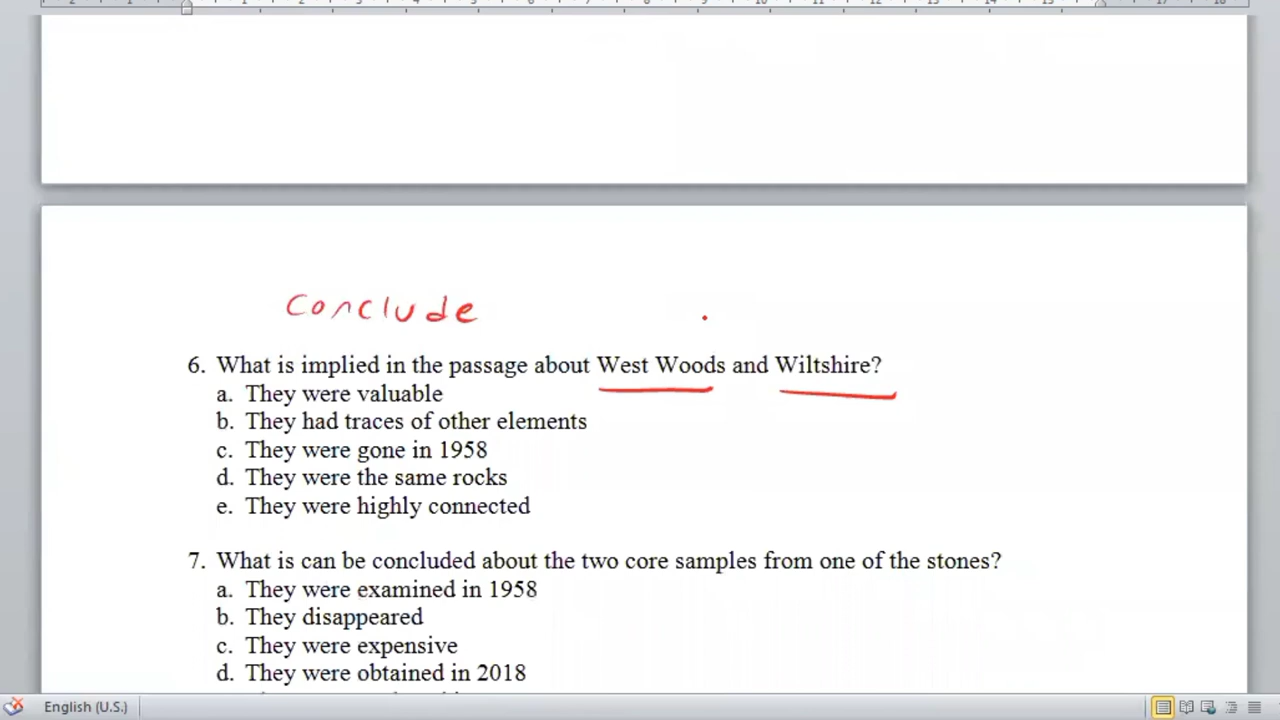 conclude
6. What is implied in the passage about West Woods and Wiltshire?
a. They were valuable
b. They had traces of other elements
c. They were gone in 1958
d. They were the same rocks
e. They were highly connected
7. What is can be concluded about the two core samples from one of the stones?
a. They were examined in 1958
b. They disappeared
c. They were expensive
d. They were obtained in 2018
English (U.S.)